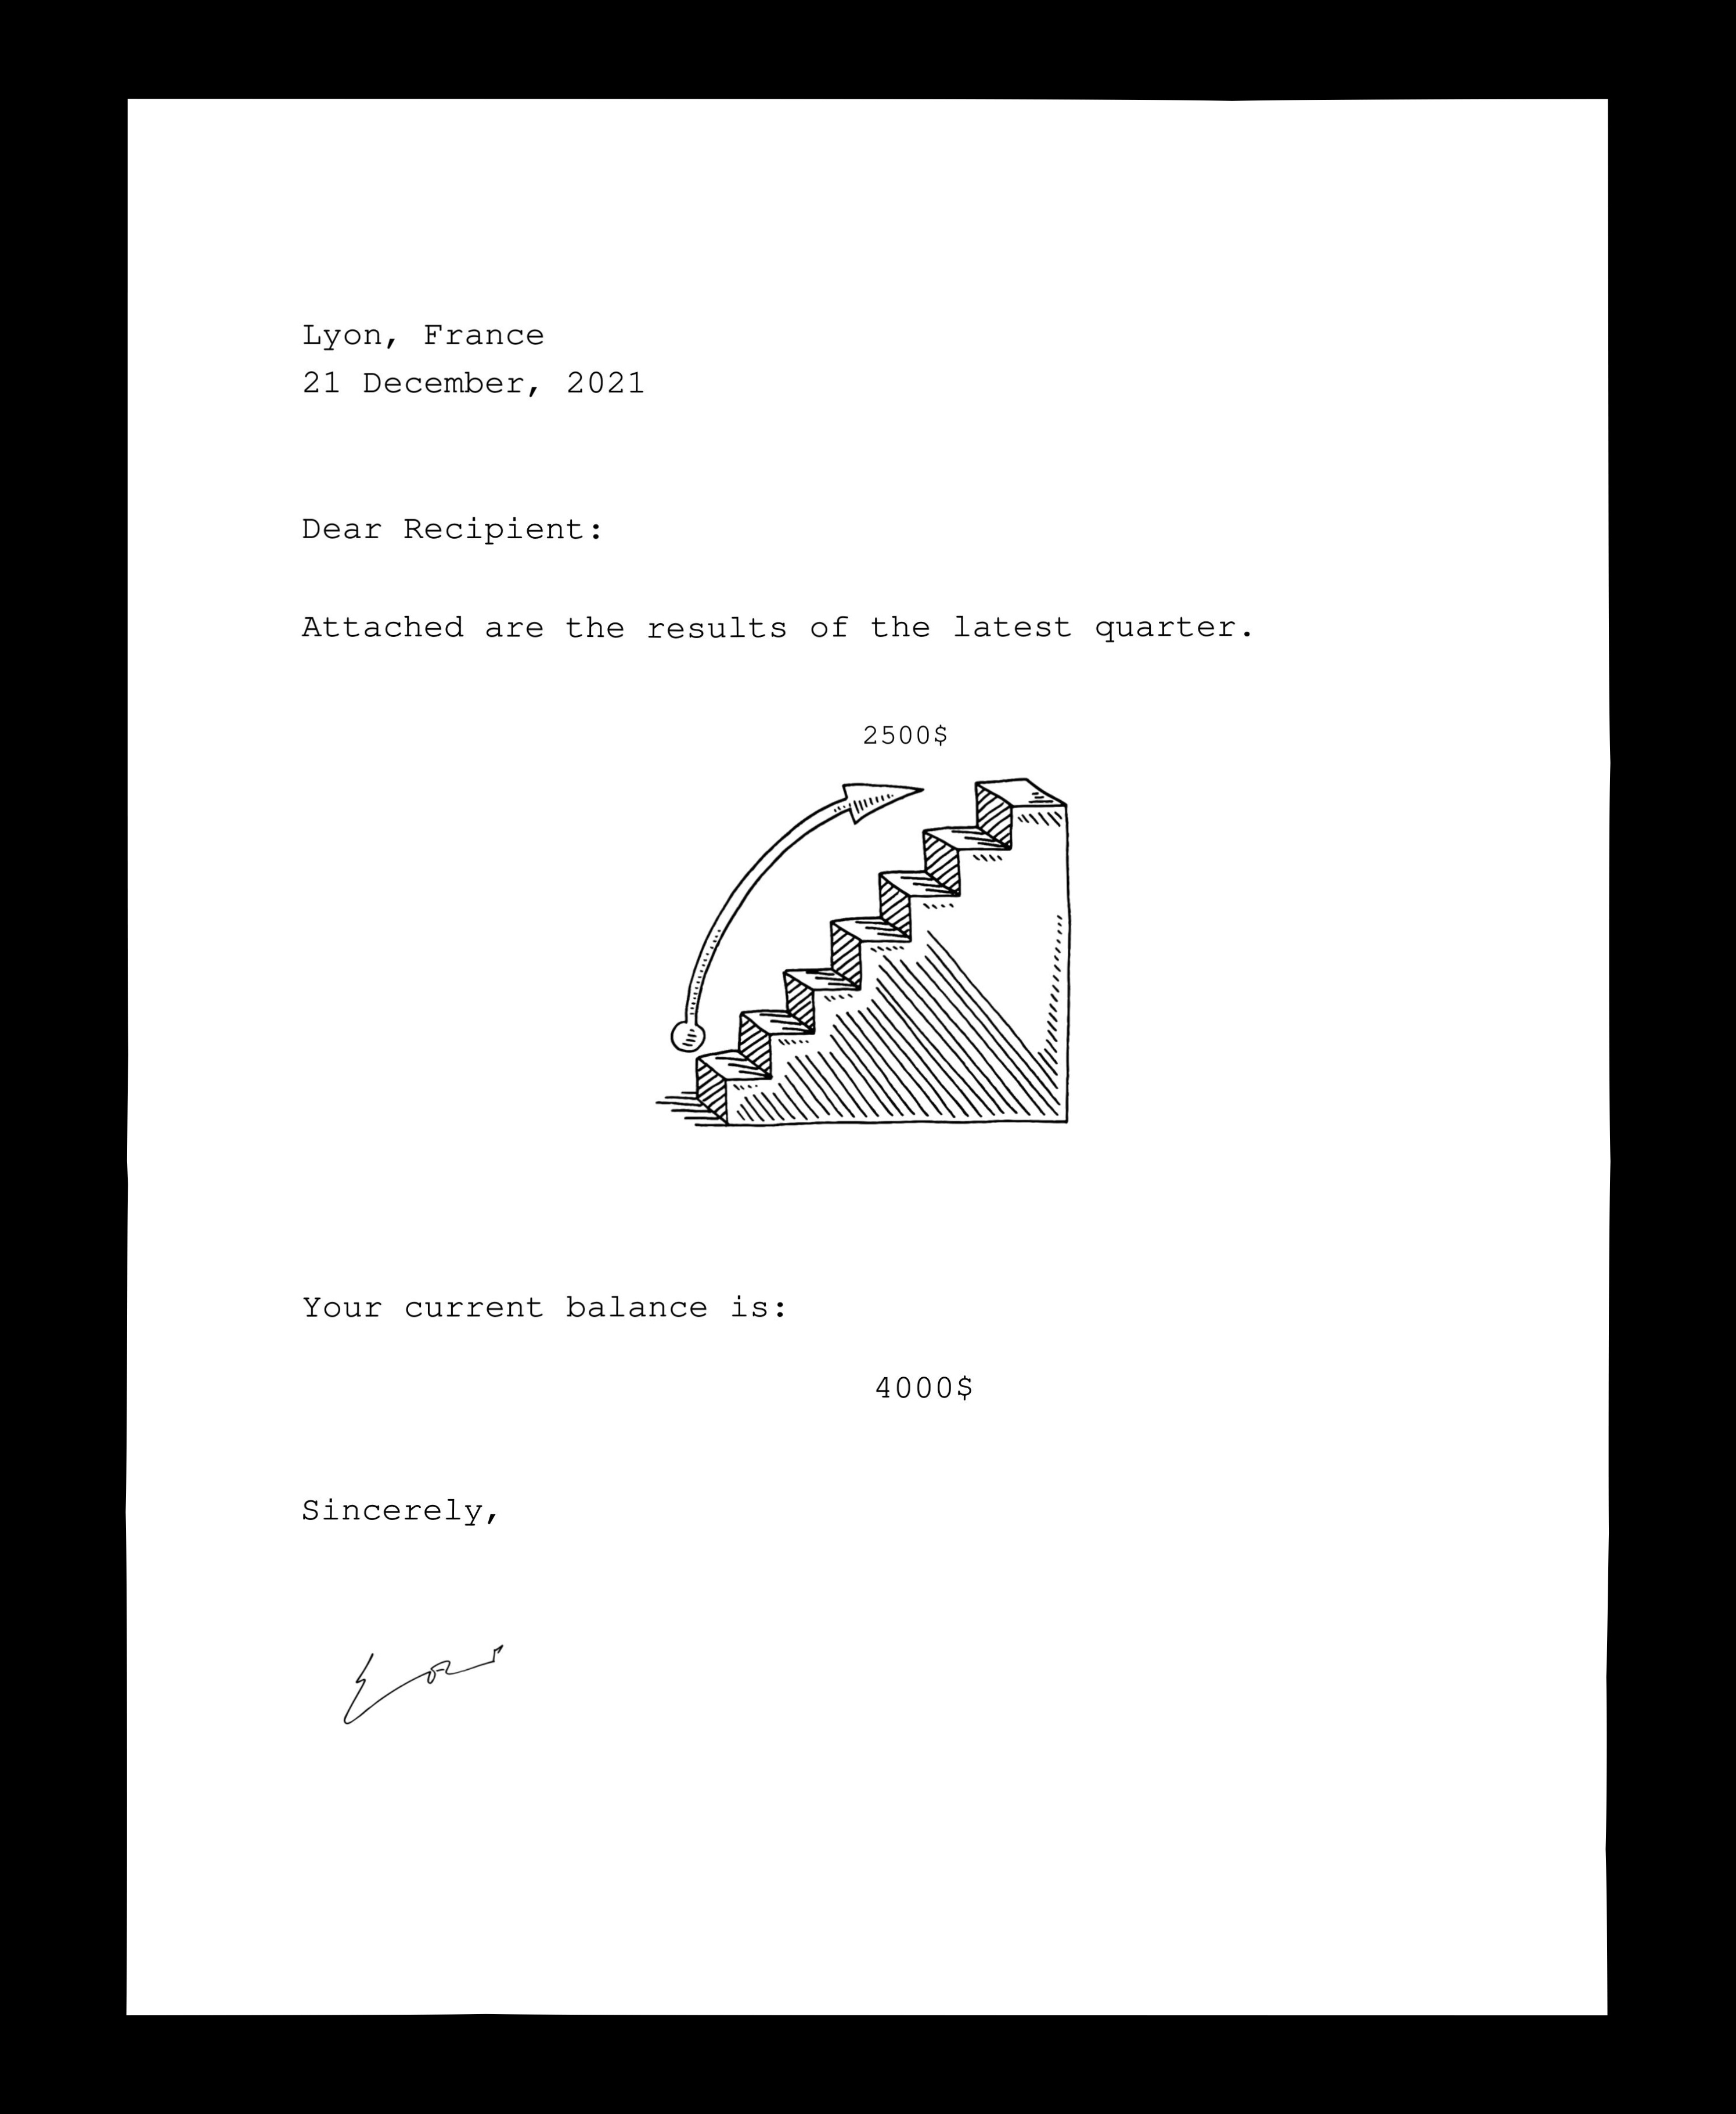 Lyon, France
21 December, 2021
Dear Recipient:
Attached are the results of the latest quarter.
2500$
Your current balance is:
4000$
Sincerely,